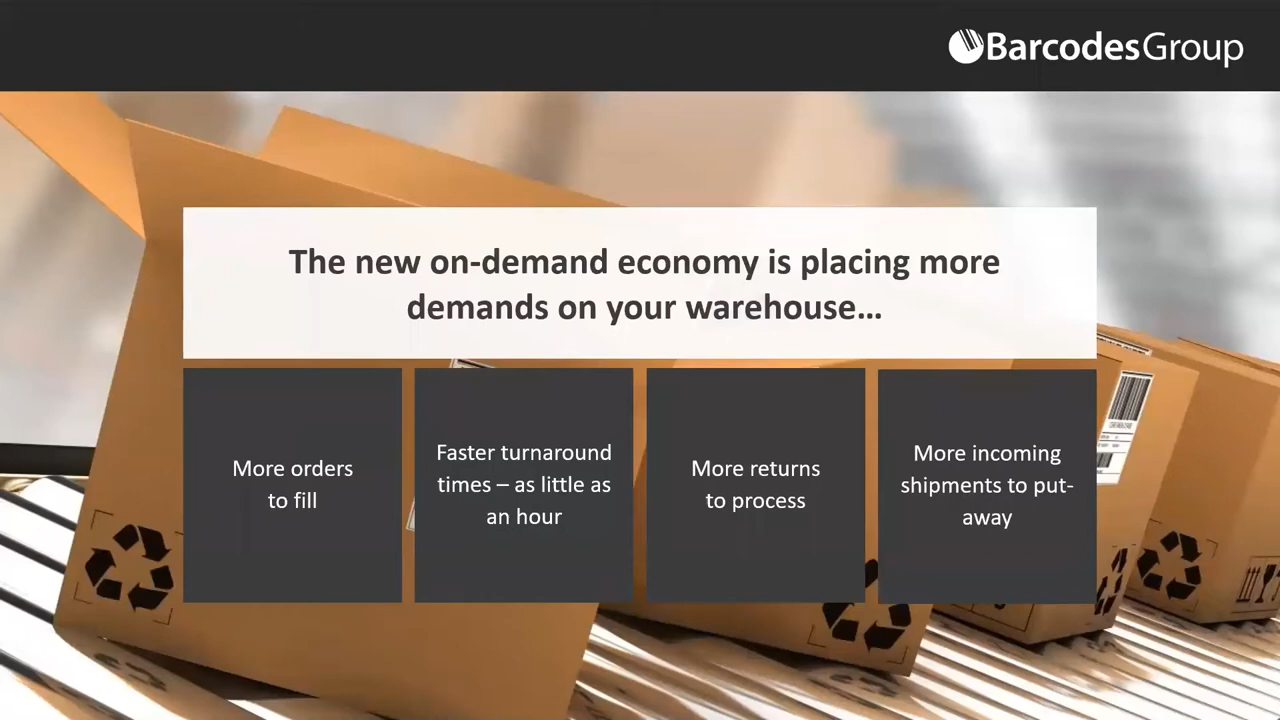 BarcodesGroup
The new on-demand economy is placing more
demands on your warehouse…
More orders
to fill
Faster turnaround
times – as little as
an hour
More returns
to process
More incoming
shipments to put-
away